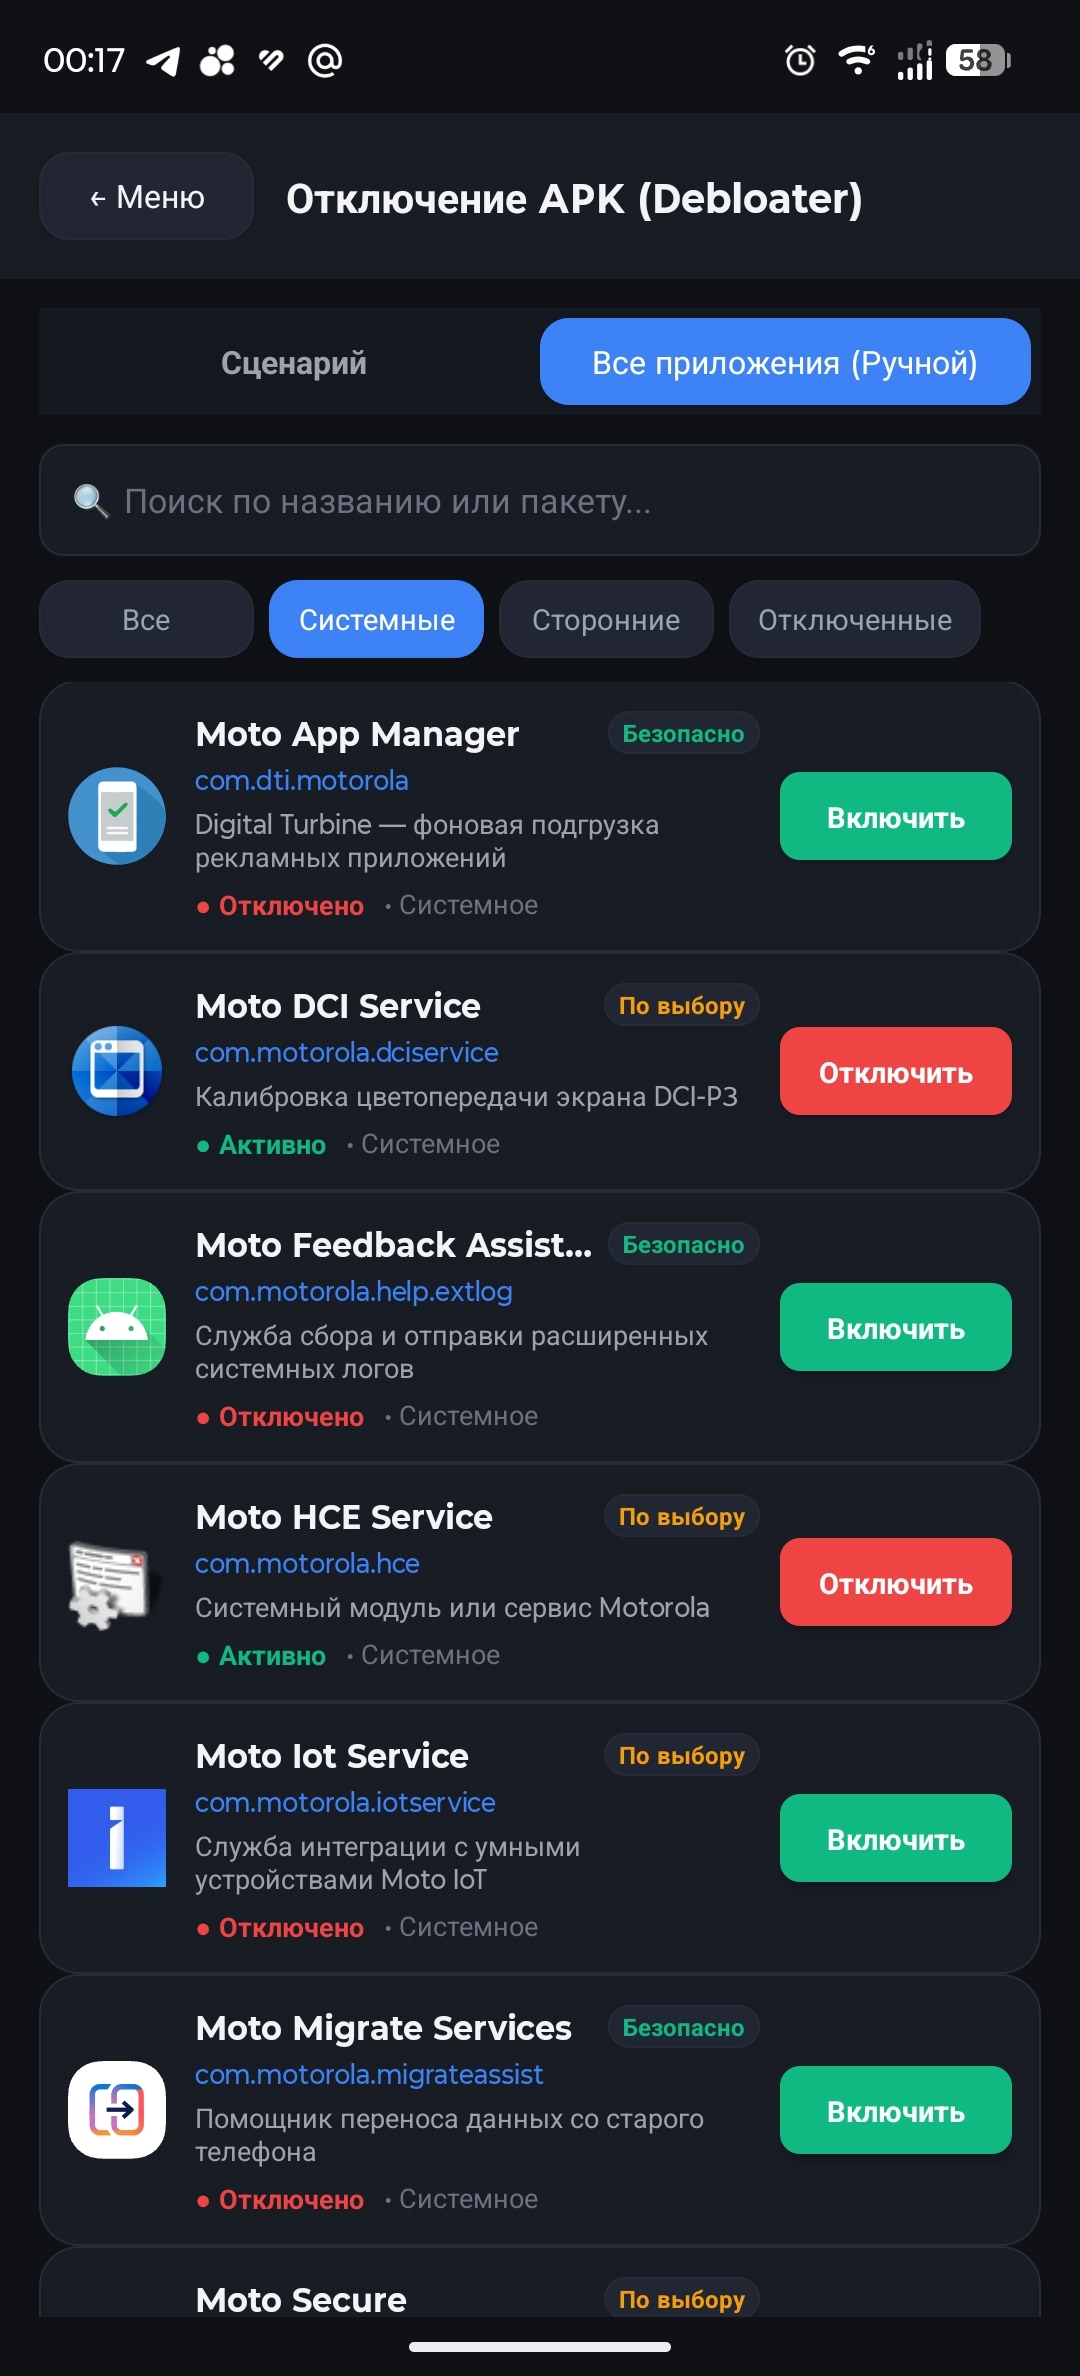 00:17
58
← Меню
Отключение APK (Debloater)
Сценарий
Все приложения (Ручной)
🔍 Поиск по названию или пакету...
Все
Системные
Сторонние
Отключенные
Moto App Manager
Безопасно
com.dti.motorola
Digital Turbine — фоновая подгрузка
рекламных приложений
● Отключено • Системное
Включить
Moto DCI Service
По выбору
com.motorola.dciservice
Калибровка цветопередачи экрана DCI-P3
● Активно • Системное
Отключить
Moto Feedback Assist...
Безопасно
com.motorola.help.extlog
Служба сбора и отправки расширенных
системных логов
● Отключено • Системное
Включить
Moto HCE Service
По выбору
com.motorola.hce
Системный модуль или сервис Motorola
● Активно • Системное
Отключить
Moto Iot Service
По выбору
com.motorola.iotservice
Служба интеграции с умными
устройствами Moto IoT
● Отключено • Системное
Включить
Moto Migrate Services
Безопасно
com.motorola.migrateassist
Помощник переноса данных со старого
телефона
● Отключено • Системное
Включить
Moto Secure
По выбору